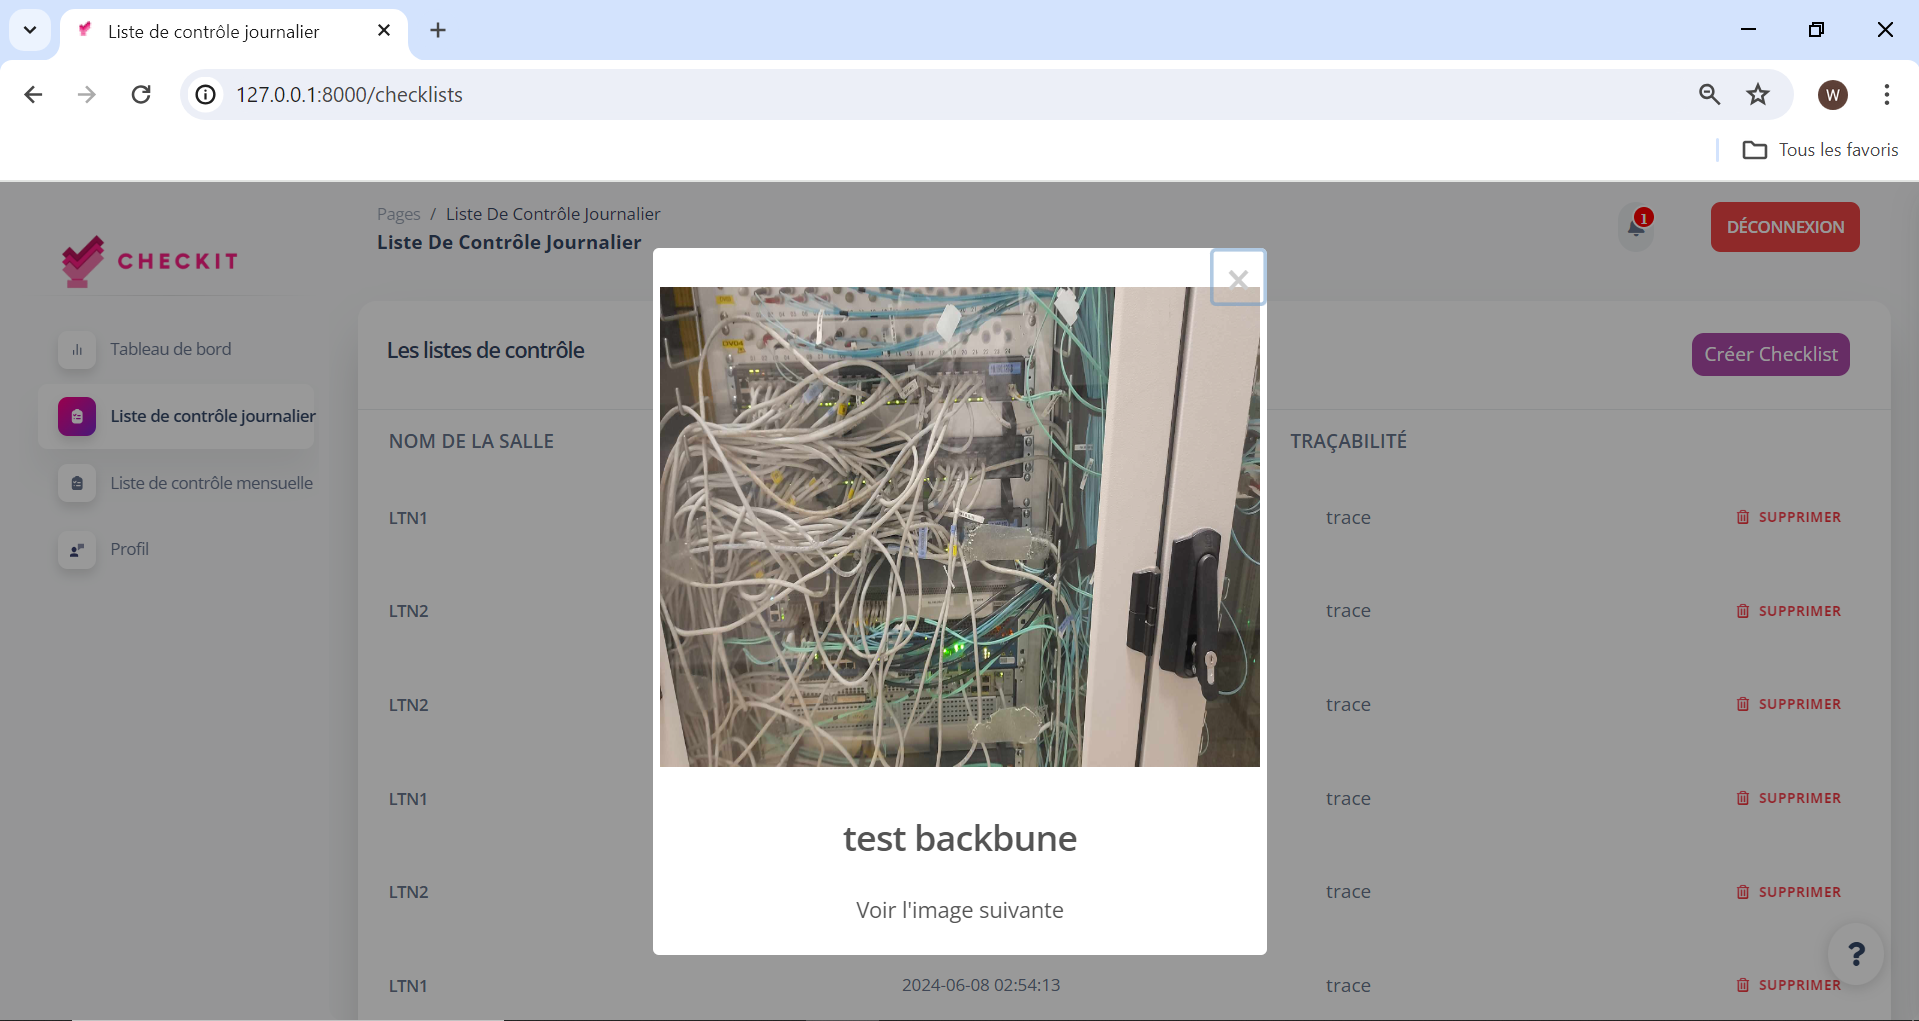 Liste de contrôle journalier
127.0.0.1:8000/checklists
W
Tous les favoris
Pages / Liste De Contrôle Journalier
Liste De Contrôle Journalier
1
DÉCONNEXION
CHECKIT
Tableau de bord
Liste de contrôle journalier
Liste de contrôle mensuelle
Profil
Les listes de contrôle
Créer Checklist
NOM DE LA SALLE
TRAÇABILITÉ
LTN1
trace
SUPPRIMER
LTN2
trace
SUPPRIMER
LTN2
trace
SUPPRIMER
LTN1
trace
SUPPRIMER
LTN2
trace
SUPPRIMER
LTN1
2024-06-08 02:54:13
trace
SUPPRIMER
×
test backbune
Voir l'image suivante
?